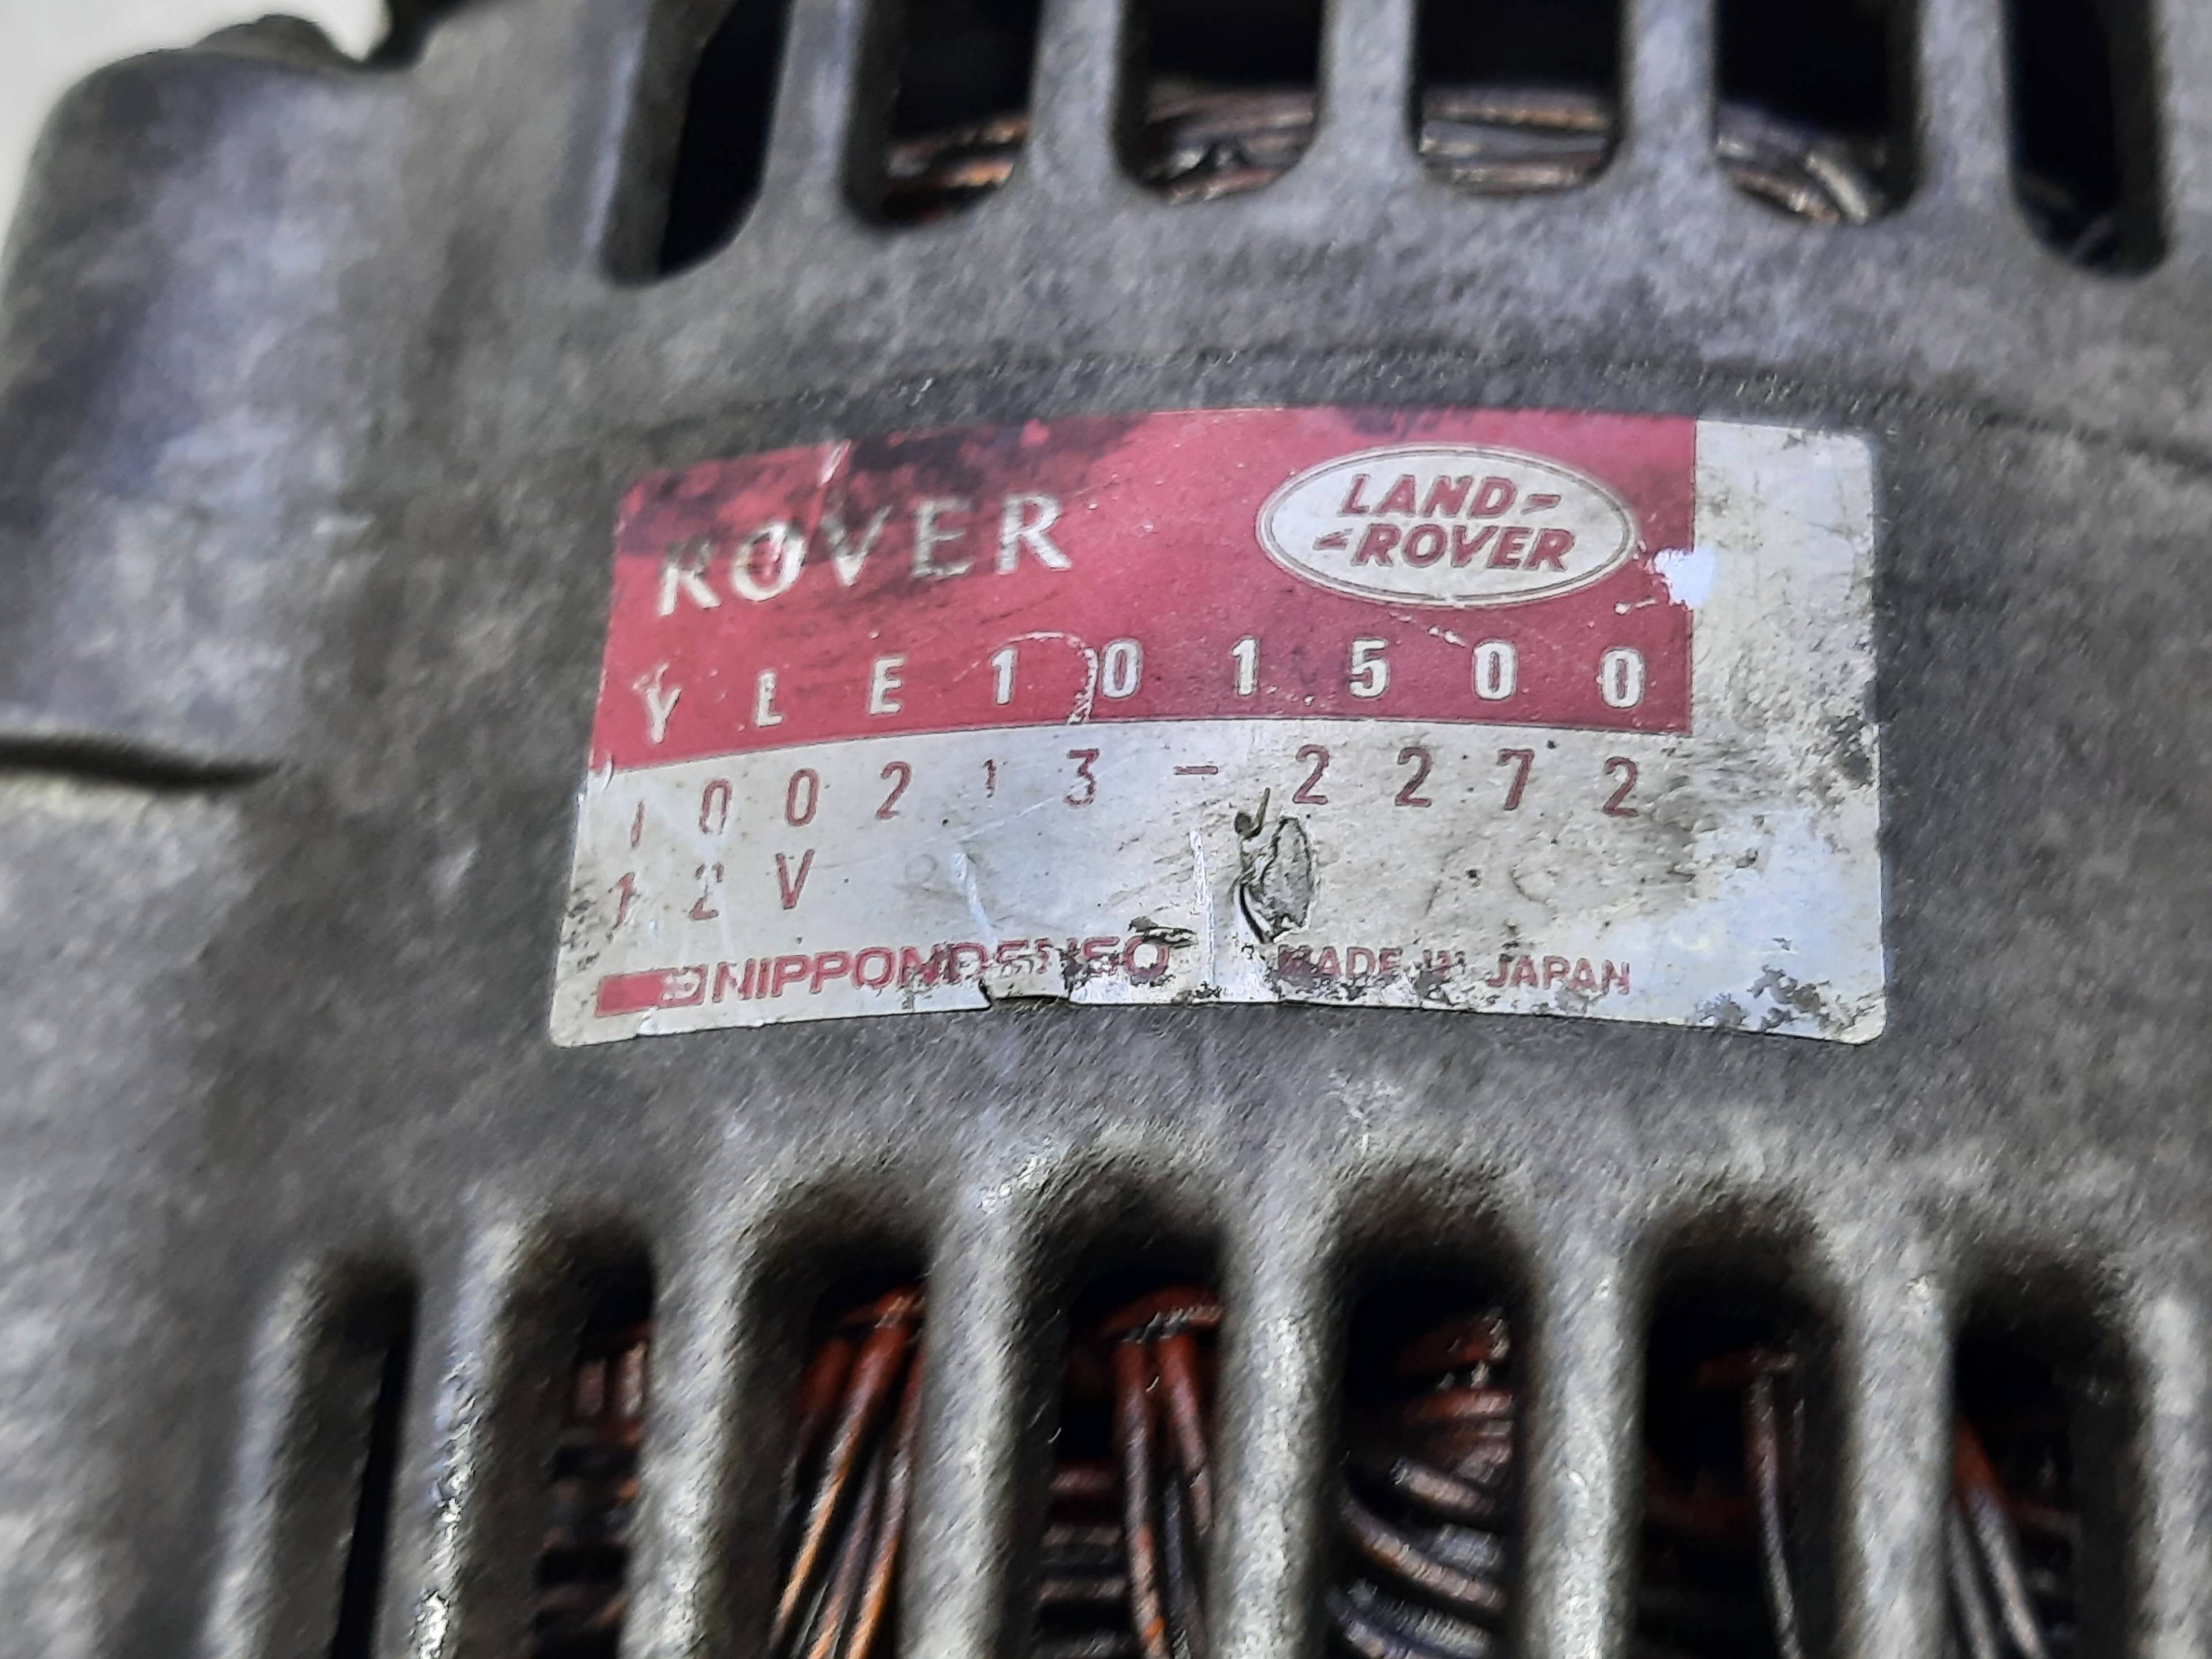 ROVER
LAND-
-ROVER
YLE101500
100213-2272
12V
NIPPONDENSO MADE IN JAPAN